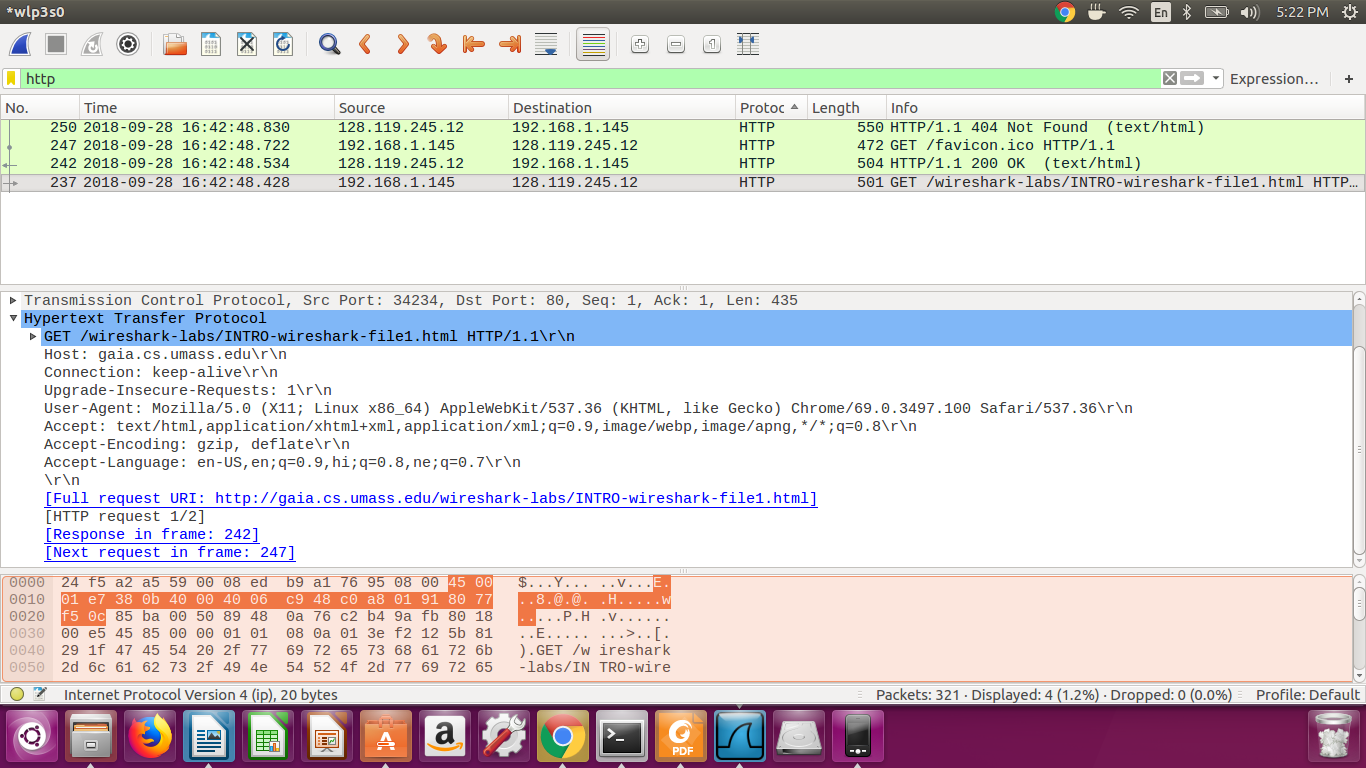 *wlp3s0 En 5:22 PM
http Expression… +
No. Time Source Destination Protoc Length Info
250 2018-09-28 16:42:48.830 128.119.245.12 192.168.1.145 HTTP 550 HTTP/1.1 404 Not Found (text/html)
247 2018-09-28 16:42:48.722 192.168.1.145 128.119.245.12 HTTP 472 GET /favicon.ico HTTP/1.1
242 2018-09-28 16:42:48.534 128.119.245.12 192.168.1.145 HTTP 504 HTTP/1.1 200 OK (text/html)
237 2018-09-28 16:42:48.428 192.168.1.145 128.119.245.12 HTTP 501 GET /wireshark-labs/INTRO-wireshark-file1.html HTTP…
Transmission Control Protocol, Src Port: 34234, Dst Port: 80, Seq: 1, Ack: 1, Len: 435
Hypertext Transfer Protocol
GET /wireshark-labs/INTRO-wireshark-file1.html HTTP/1.1\r\n
Host: gaia.cs.umass.edu\r\n
Connection: keep-alive\r\n
Upgrade-Insecure-Requests: 1\r\n
User-Agent: Mozilla/5.0 (X11; Linux x86_64) AppleWebKit/537.36 (KHTML, like Gecko) Chrome/69.0.3497.100 Safari/537.36\r\n
Accept: text/html,application/xhtml+xml,application/xml;q=0.9,image/webp,image/apng,*/*;q=0.8\r\n
Accept-Encoding: gzip, deflate\r\n
Accept-Language: en-US,en;q=0.9,hi;q=0.8,ne;q=0.7\r\n
\r\n
[Full request URI: http://gaia.cs.umass.edu/wireshark-labs/INTRO-wireshark-file1.html]
[HTTP request 1/2]
[Response in frame: 242]
[Next request in frame: 247]
0000 24 f5 a2 a5 59 00 08 ed b9 a1 76 95 08 00 45 00 $...Y... ..v...E.
0010 01 e7 38 0b 40 00 40 06 c9 48 c0 a8 01 91 80 77 ..8.@.@. .H.....w
0020 f5 0c 85 ba 00 50 89 48 0a 76 c2 b4 9a fb 80 18 .....P.H .v......
0030 00 e5 45 85 00 00 01 01 08 0a 01 3e f2 12 5b 81 ..E..... ...>..[.
0040 29 1f 47 45 54 20 2f 77 69 72 65 73 68 61 72 6b ).GET /w ireshark
0050 2d 6c 61 62 73 2f 49 4e 54 52 4f 2d 77 69 72 65 -labs/IN TRO-wire
Internet Protocol Version 4 (ip), 20 bytes Packets: 321 · Displayed: 4 (1.2%) · Dropped: 0 (0.0%) Profile: Default
A a >_ PDF